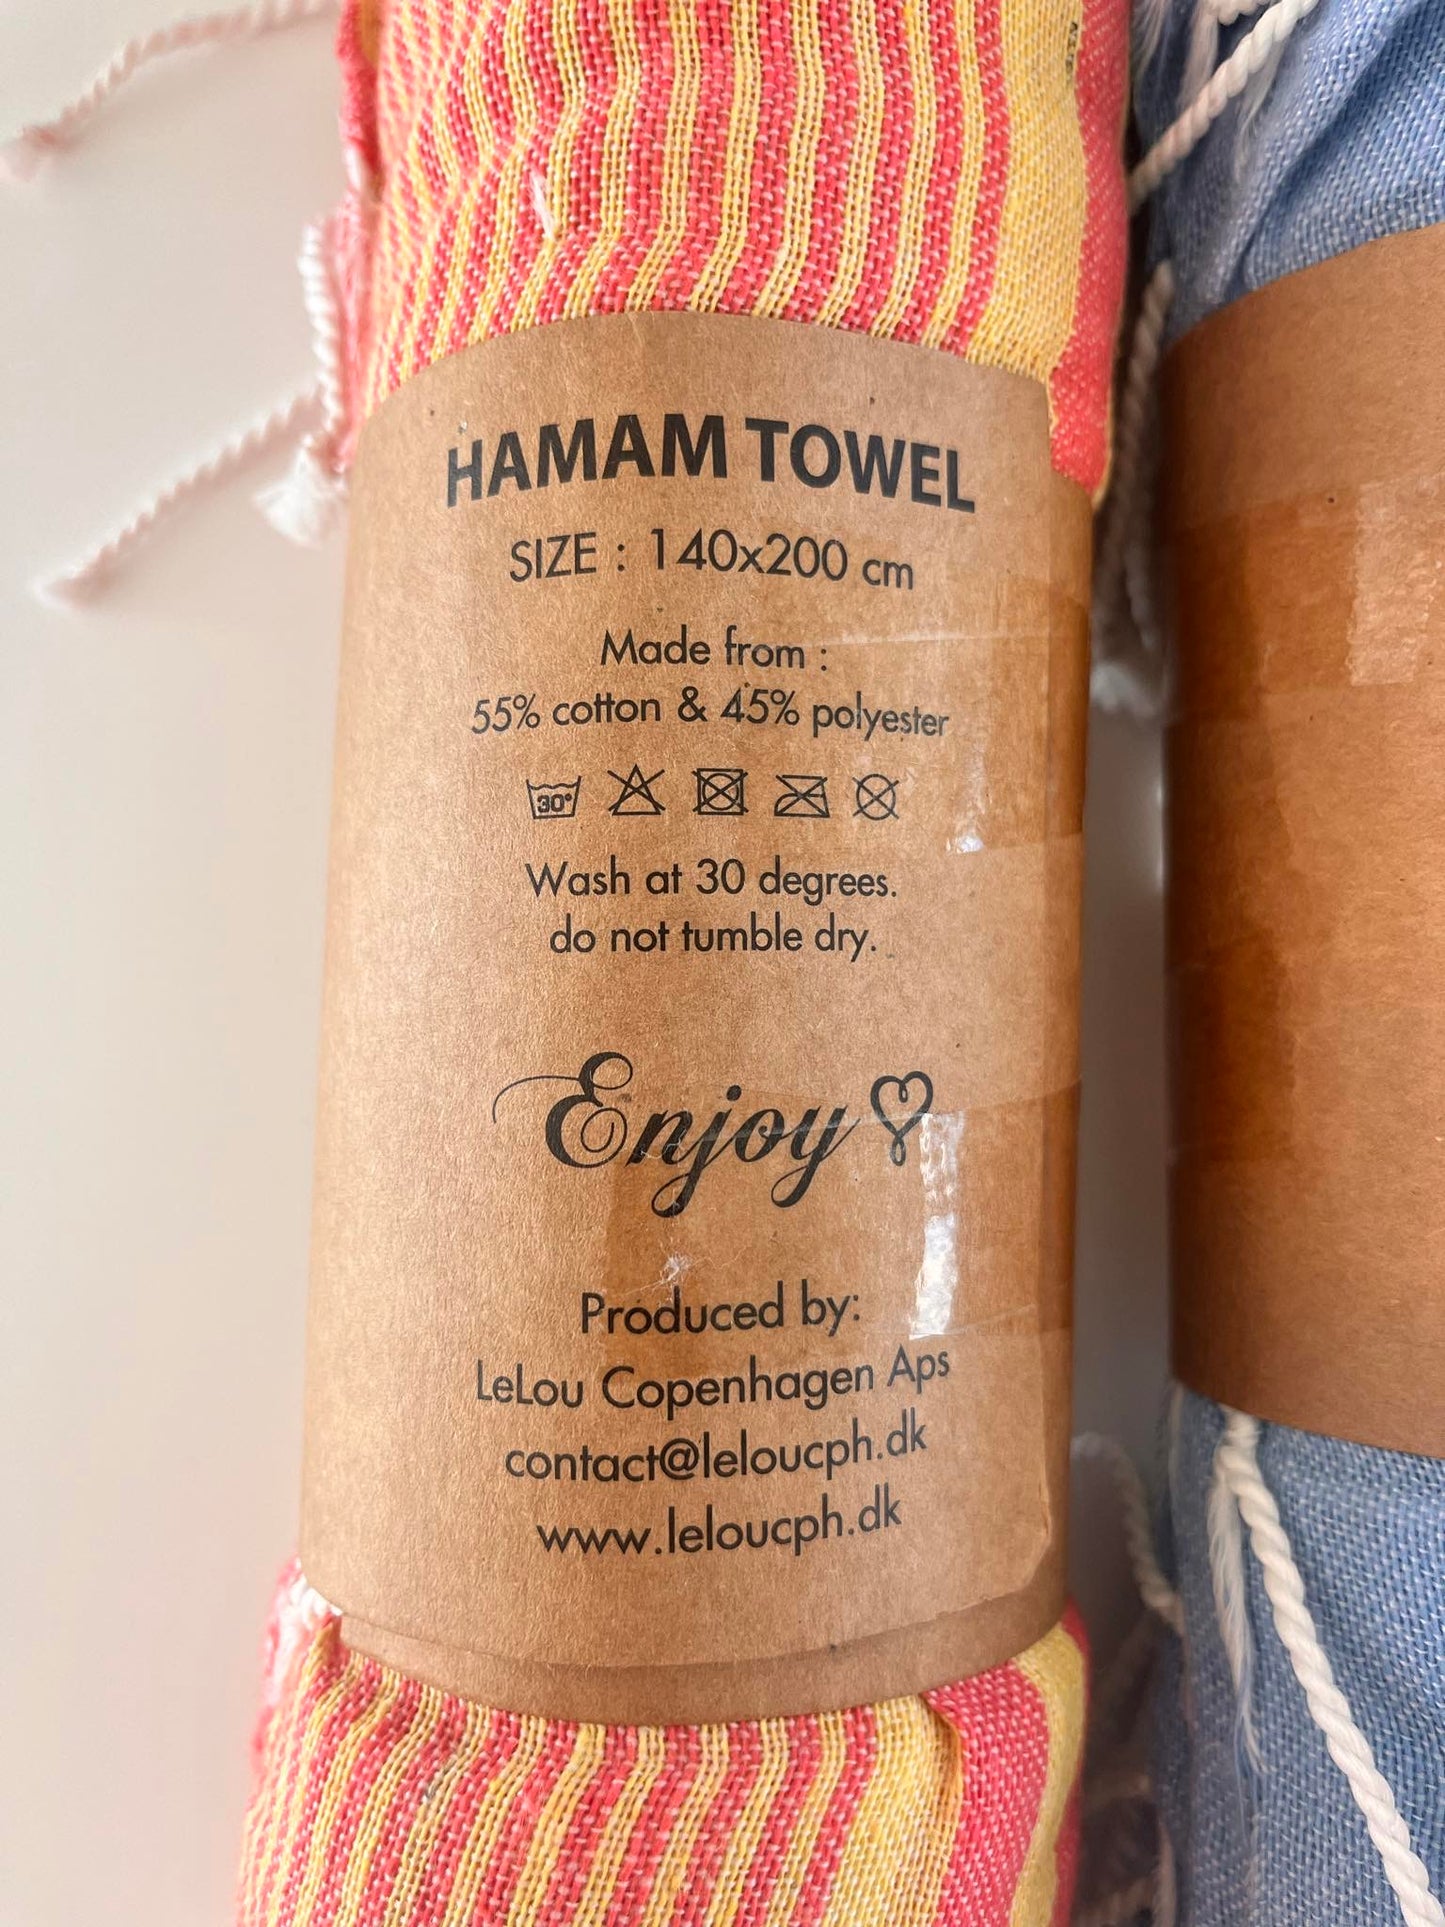 HAMAM TOWEL
SIZE : 140x200 cm
Made from :
55% cotton & 45% polyester
30°
Wash at 30 degrees.
do not tumble dry.
Enjoy
Produced by:
LeLou Copenhagen Aps
contact@leloucph.dk
www.leloucph.dk